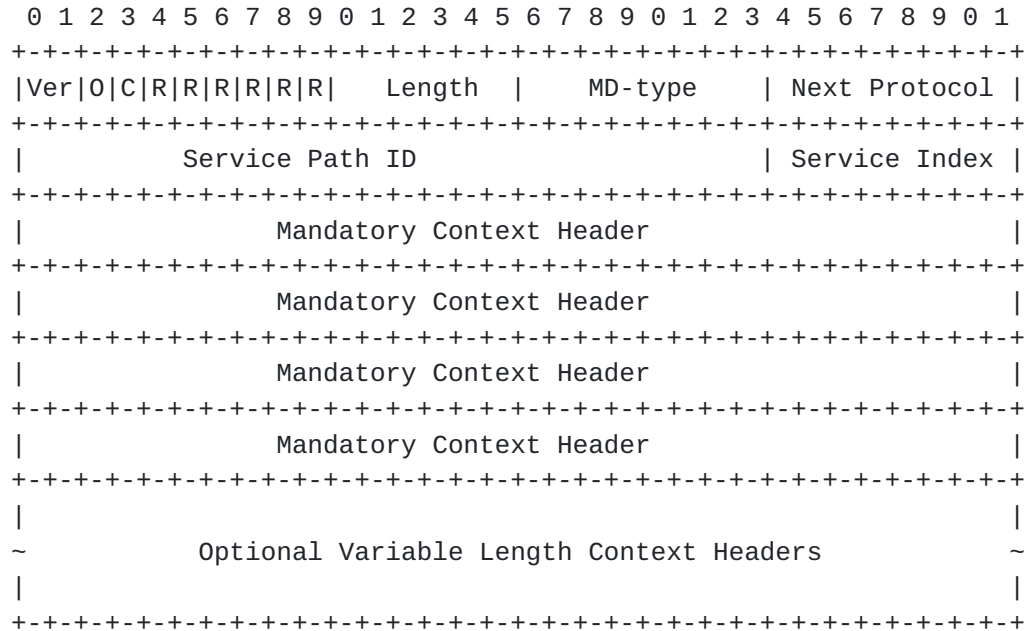 0 1 2 3 4 5 6 7 8 9 0 1 2 3 4 5 6 7 8 9 0 1 2 3 4 5 6 7 8 9 0 1
+-+-+-+-+-+-+-+-+-+-+-+-+-+-+-+-+-+-+-+-+-+-+-+-+-+-+-+-+-+-+-+-+
|Ver|O|C|R|R|R|R|R|R|   Length  |    MD-type    | Next Protocol |
+-+-+-+-+-+-+-+-+-+-+-+-+-+-+-+-+-+-+-+-+-+-+-+-+-+-+-+-+-+-+-+-+
|          Service Path ID                      | Service Index |
+-+-+-+-+-+-+-+-+-+-+-+-+-+-+-+-+-+-+-+-+-+-+-+-+-+-+-+-+-+-+-+-+
|                Mandatory Context Header                       |
+-+-+-+-+-+-+-+-+-+-+-+-+-+-+-+-+-+-+-+-+-+-+-+-+-+-+-+-+-+-+-+-+
|                Mandatory Context Header                       |
+-+-+-+-+-+-+-+-+-+-+-+-+-+-+-+-+-+-+-+-+-+-+-+-+-+-+-+-+-+-+-+-+
|                Mandatory Context Header                       |
+-+-+-+-+-+-+-+-+-+-+-+-+-+-+-+-+-+-+-+-+-+-+-+-+-+-+-+-+-+-+-+-+
|                Mandatory Context Header                       |
+-+-+-+-+-+-+-+-+-+-+-+-+-+-+-+-+-+-+-+-+-+-+-+-+-+-+-+-+-+-+-+-+
|                                                               |
~           Optional Variable Length Context Headers            ~
|                                                               |
+-+-+-+-+-+-+-+-+-+-+-+-+-+-+-+-+-+-+-+-+-+-+-+-+-+-+-+-+-+-+-+-+